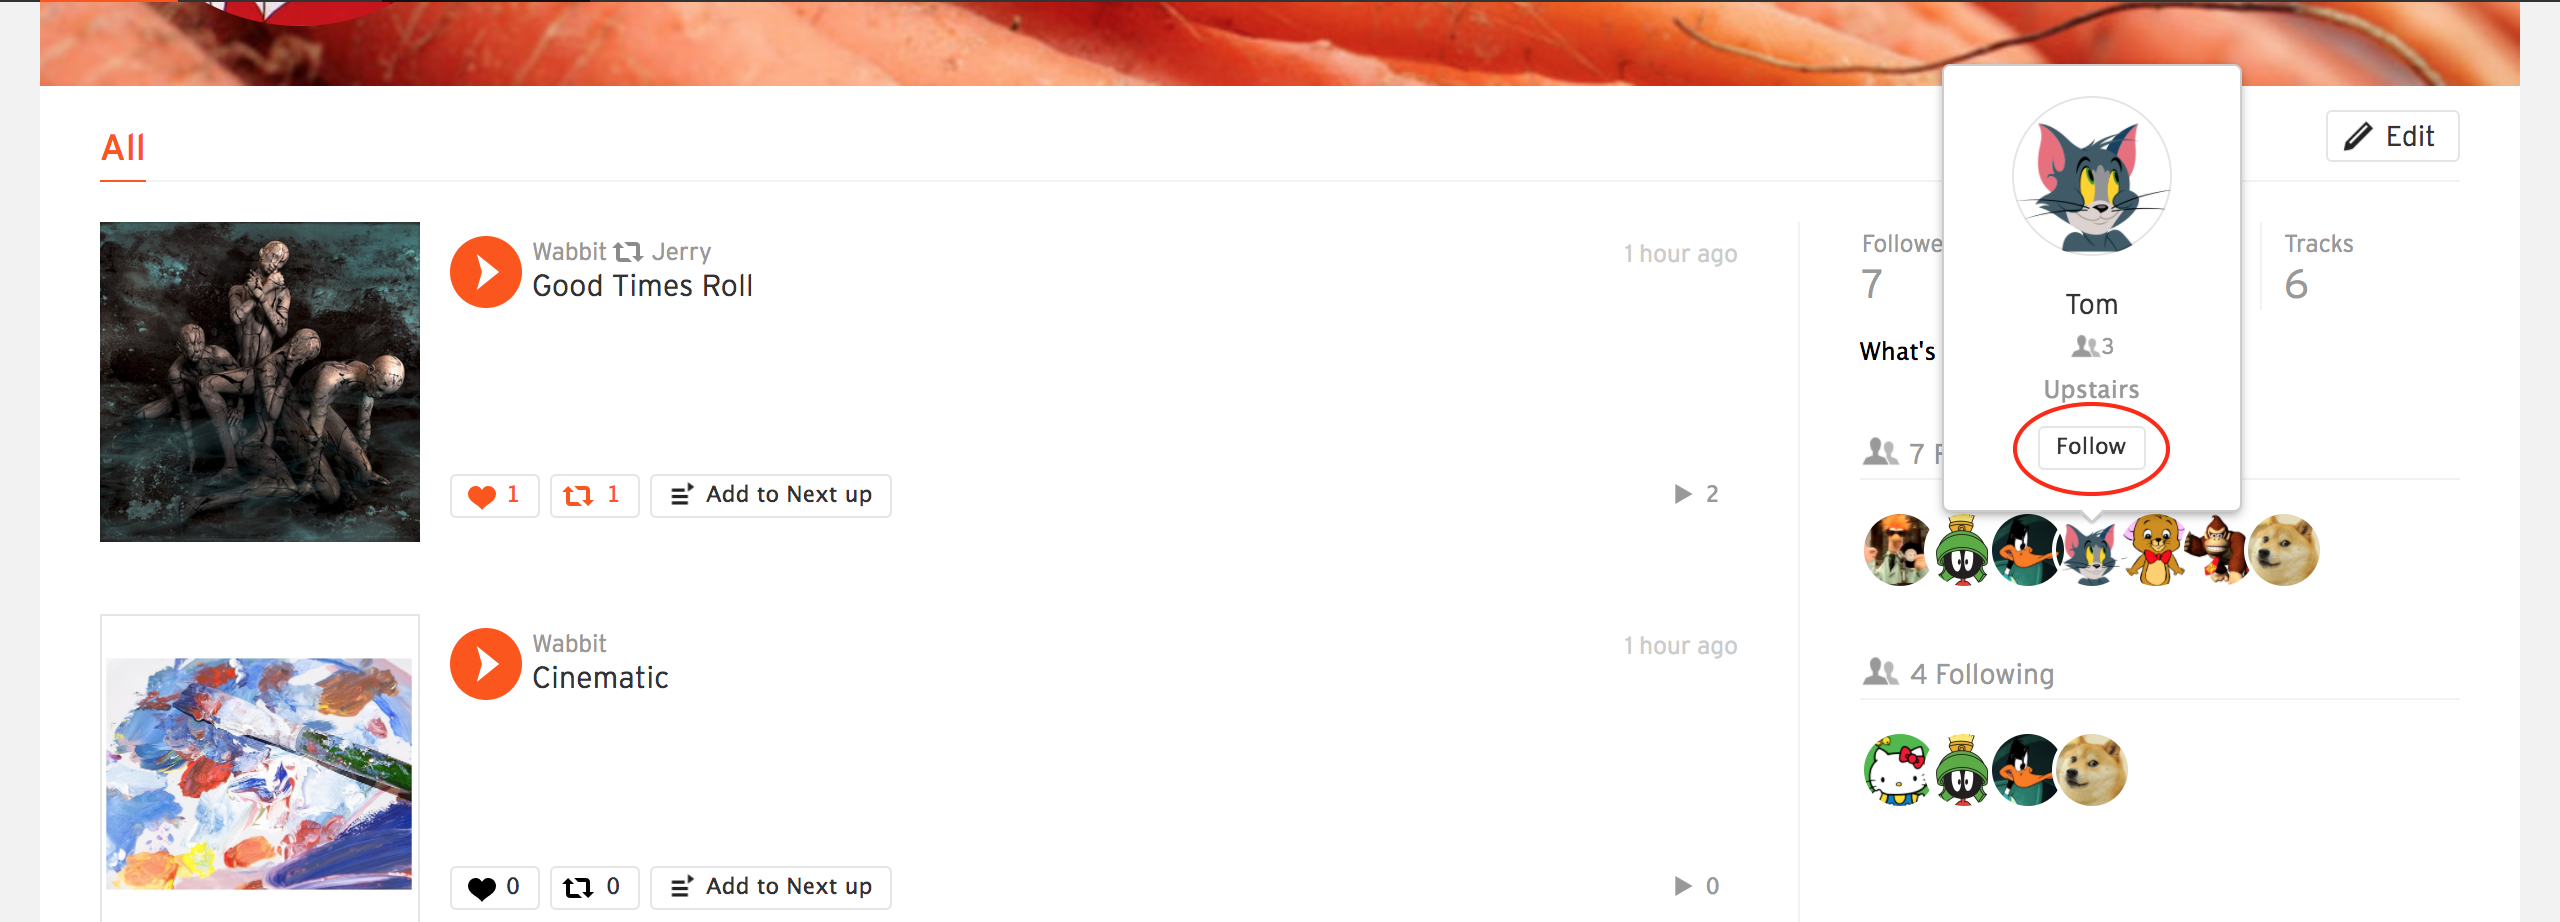 All
Edit
Wabbit Jerry
1 hour ago
Good Times Roll
1
1
Add to Next up
2
Wabbit
1 hour ago
Cinematic
0
0
Add to Next up
0
Followe
7
Tracks
6
What's
Tom
3
Upstairs
Follow
7 F
4 Following